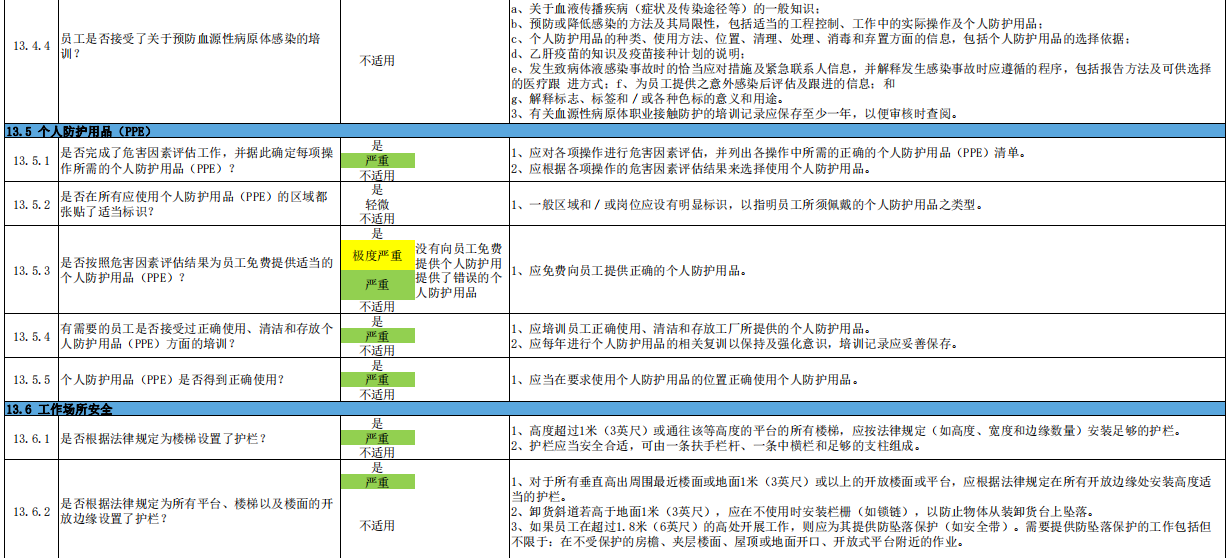 13.4.4
员工是否接受了关于预防血源性病原体感染的培
训？
不适用
a、关于血液传播疾病（症状及传染途径等）的一般知识；
b、预防或降低感染的方法及其局限性，包括适当的工程控制、工作中的实际操作及个人防护用品；
c、个人防护用品的种类、使用方法、位置、清理、处理、消毒和弃置方面的信息，包括个人防护用品的选择依据；
d、乙肝疫苗的知识及疫苗接种计划的说明；
e、发生致病体液感染事故时的恰当应对措施及紧急联系人信息，并解释发生感染事故时应遵循的程序，包括报告方法及可供选择
的医疗跟 进方式；f、为员工提供之意外感染后评估及跟进的信息；和
g、解释标志、标签和／或各种色标的意义和用途。
3、有关血源性病原体职业接触防护的培训记录应保存至少一年，以便审核时查阅。
13.5 个人防护用品（PPE）
13.5.1
是否完成了危害因素评估工作，并据此确定每项操
作所需的个人防护用品（PPE）？
是
严重
不适用
1、应对各项操作进行危害因素评估，并列出各操作中所需的正确的个人防护用品（PPE）清单。
2、应根据各项操作的危害因素评估结果来选择使用个人防护用品。
13.5.2
是否在所有应使用个人防护用品（PPE）的区域都
张贴了适当标识？
是
轻微
不适用
1、一般区域和／或岗位应设有明显标识，以指明员工所须佩戴的个人防护用品之类型。
13.5.3
是否按照危害因素评估结果为员工免费提供适当的
个人防护用品（PPE）？
是
极度严重
严重
不适用
没有向员工免费
提供个人防护用
提供了错误的个
人防护用品
1、应免费向员工提供正确的个人防护用品。
13.5.4
有需要的员工是否接受过正确使用、清洁和存放个
人防护用品（PPE）方面的培训？
是
严重
不适用
1、应培训员工正确使用、清洁和存放工厂所提供的个人防护用品。
2、应每年进行个人防护用品的相关复训以保持及强化意识，培训记录应妥善保存。
13.5.5
个人防护用品（PPE）是否得到正确使用？
是
严重
不适用
1、应当在要求使用个人防护用品的位置正确使用个人防护用品。
13.6 工作场所安全
13.6.1
是否根据法律规定为楼梯设置了护栏？
是
严重
不适用
1、高度超过1米（3英尺）或通往该等高度的平台的所有楼梯，应按法律规定（如高度、宽度和边缘数量）安装足够的护栏。
2、护栏应当安全合适，可由一条扶手栏杆、一条中横栏和足够的支柱组成。
13.6.2
是否根据法律规定为所有平台、楼梯以及楼面的开
放边缘设置了护栏？
是
严重
不适用
1、对于所有垂直高出周围最近楼面或地面1米（3英尺）或以上的开放楼面或平台，应根据法律规定在所有开放边缘处安装高度适
当的护栏。
2、卸货斜道若高于地面1米（3英尺），应在不使用时安装栏栅（如锁链），以防止物体从装卸货台上坠落。
3、如果员工在超过1.8米（6英尺）的高处开展工作，则应为其提供防坠落保护（如安全带）。需要提供防坠落保护的工作包括但
不限于：在不受保护的房檐、夹层楼面、屋顶或地面开口、开放式平台附近的作业。